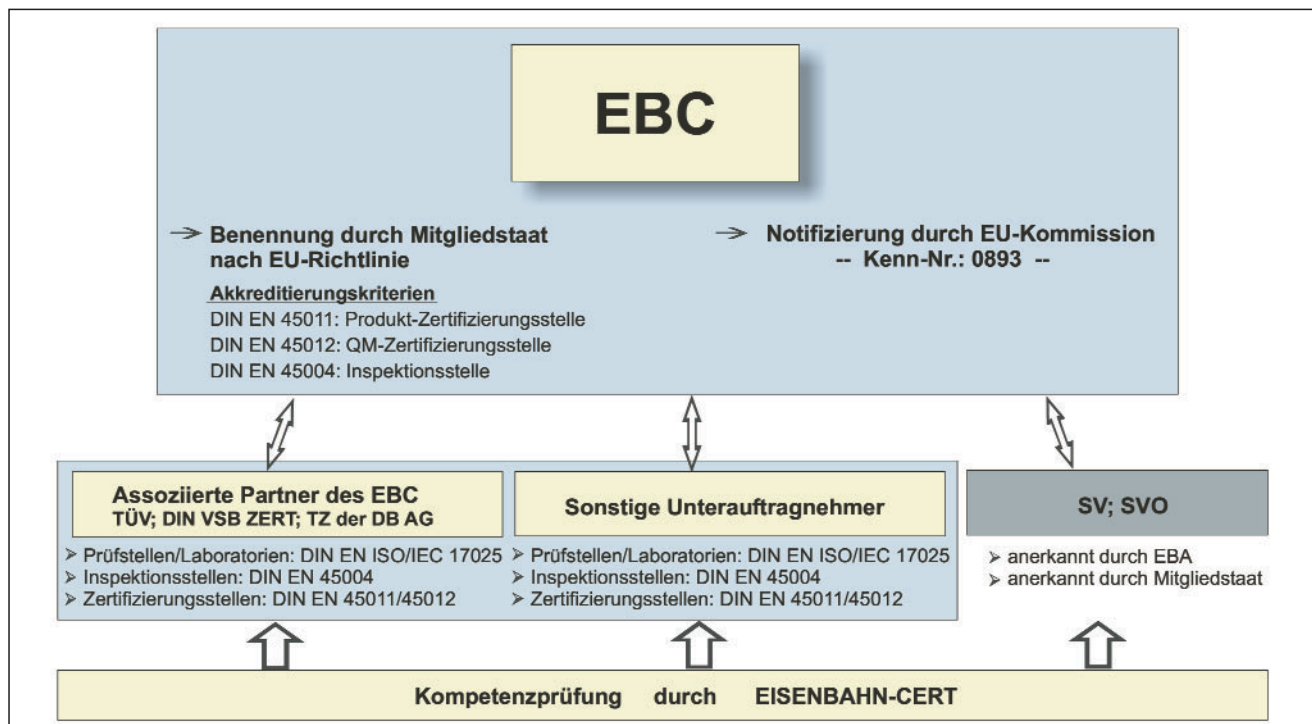 EBC
Benennung durch Mitgliedstaat
nach EU-Richtlinie
Akkreditierungskriterien
DIN EN 45011: Produkt-Zertifizierungsstelle
DIN EN 45012: QM-Zertifizierungsstelle
DIN EN 45004: Inspektionsstelle
Notifizierung durch EU-Kommission
-- Kenn-Nr.: 0893 --
Assoziierte Partner des EBC
TÜV; DIN VSB ZERT; TZ der DB AG
Prüfstellen/Laboratorien: DIN EN ISO/IEC 17025
Inspektionsstellen: DIN EN 45004
Zertifizierungsstellen: DIN EN 45011/45012
Sonstige Unterauftragnehmer
Prüfstellen/Laboratorien: DIN EN ISO/IEC 17025
Inspektionsstellen: DIN EN 45004
Zertifizierungsstellen: DIN EN 45011/45012
SV; SVO
anerkannt durch EBA
anerkannt durch Mitgliedstaat
Kompetenzprüfung durch EISENBAHN-CERT